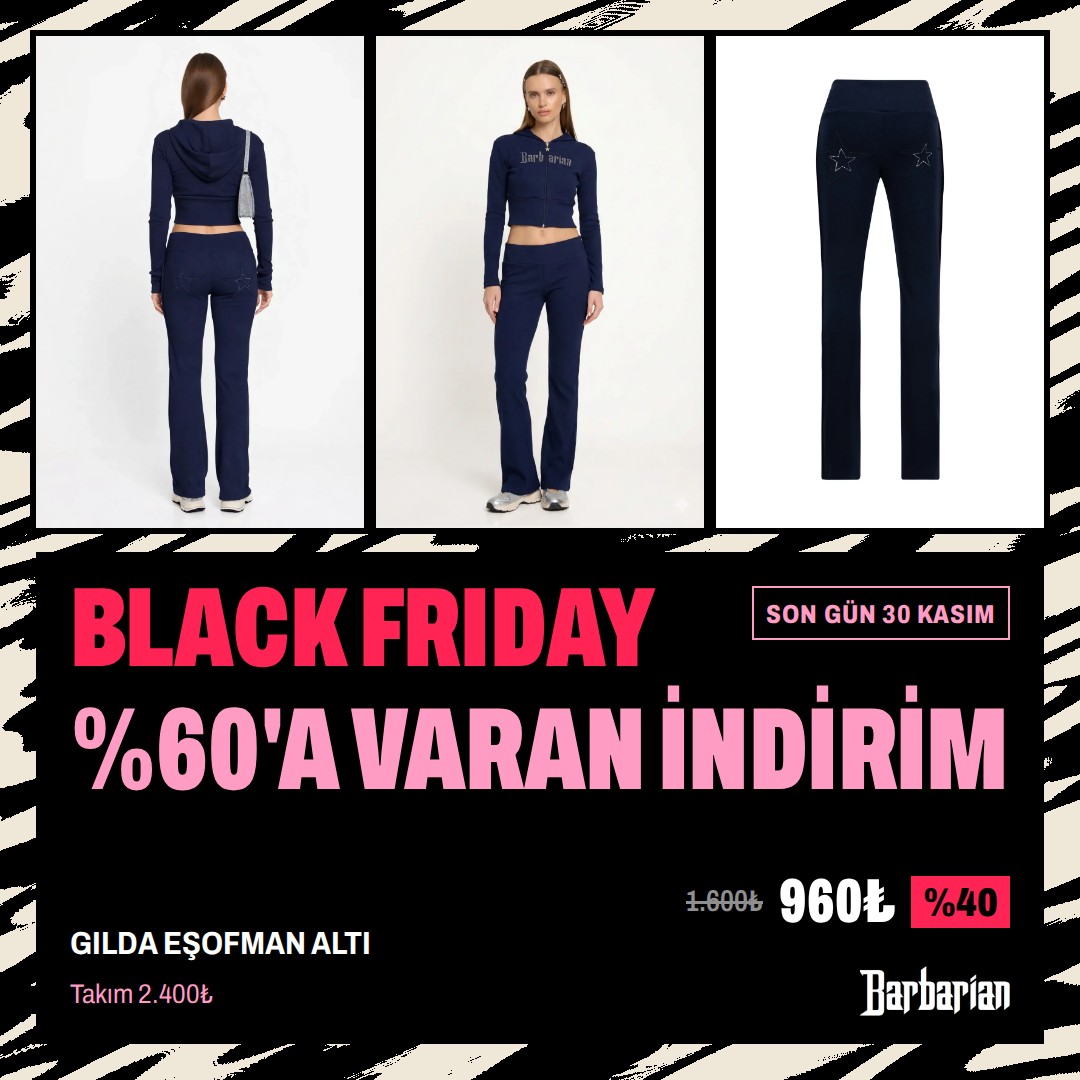 Barbarian
BLACK FRIDAY
SON GÜN 30 KASIM
%60'A VARAN İNDİRİM
1.600₺ 960₺ %40
GILDA EŞOFMAN ALTI
Takım 2.400₺
Barbarian